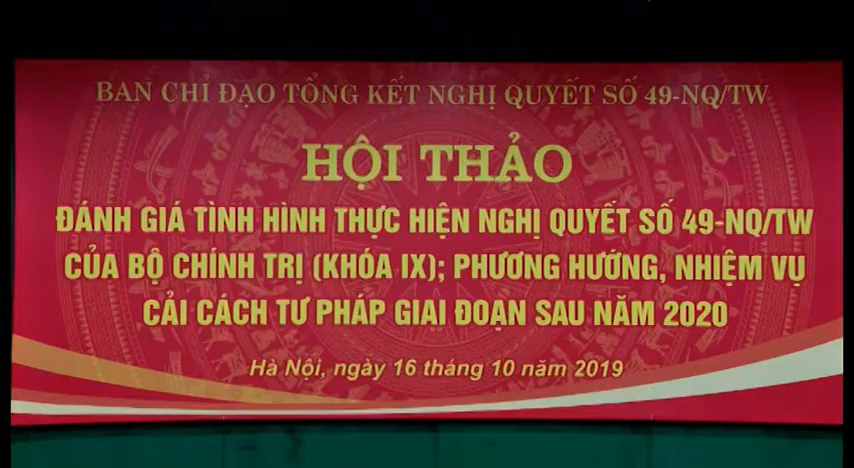 BAN CHỈ ĐẠO TỔNG KẾT NGHỊ QUYẾT SỐ 49-NQ/TW
HỘI THẢO
ĐÁNH GIÁ TÌNH HÌNH THỰC HIỆN NGHỊ QUYẾT SỐ 49-NQ/TW
CỦA BỘ CHÍNH TRỊ (KHÓA IX); PHƯƠNG HƯỚNG, NHIỆM VỤ
CẢI CÁCH TƯ PHÁP GIAI ĐOẠN SAU NĂM 2020
Hà Nội, ngày 16 tháng 10 năm 2019